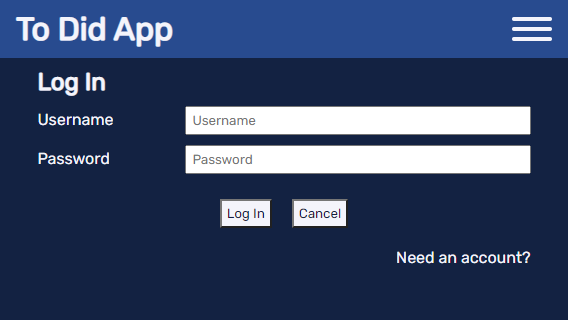 To Did App
Log In
Username Username
Password Password
Log In Cancel
Need an account?